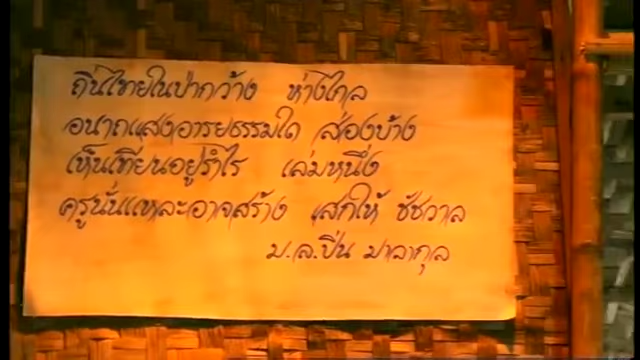 ถิ่นไทยในป่ากว้าง ห่างไกล
อนาถแสงอารยธรรมใด ส่องบ้าง
เห็นเทียนอยู่รำไร เล่มหนึ่ง
ครูนั่นแหละอาจสร้าง เสกให้ ชัชวาล
ม.ล.ปิ่น มาลากุล